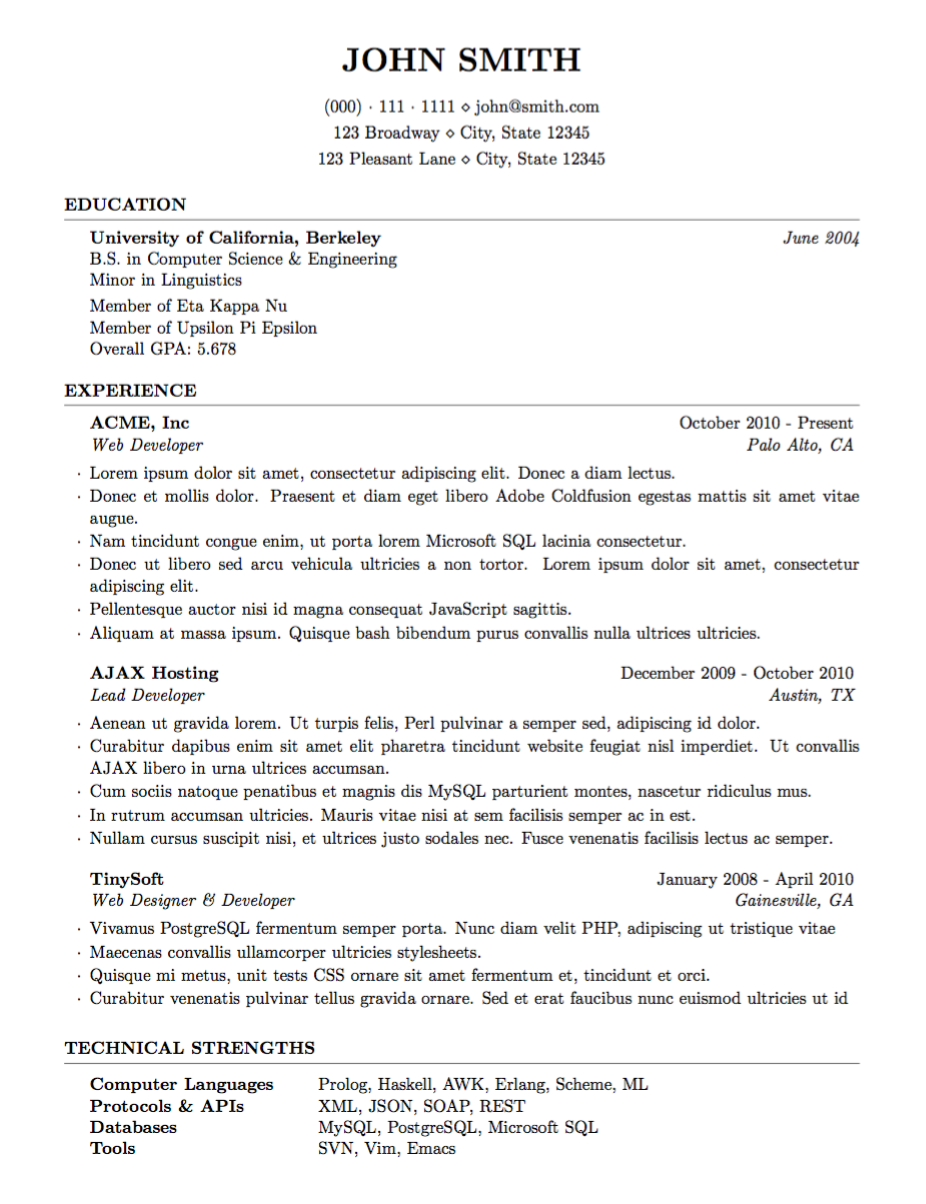 JOHN SMITH
(000) · 111 · 1111 ⋄ john@smith.com
123 Broadway ⋄ City, State 12345
123 Pleasant Lane ⋄ City, State 12345
EDUCATION
University of California, Berkeley June 2004
B.S. in Computer Science & Engineering
Minor in Linguistics
Member of Eta Kappa Nu
Member of Upsilon Pi Epsilon
Overall GPA: 5.678
EXPERIENCE
ACME, Inc October 2010 - Present
Web Developer Palo Alto, CA
· Lorem ipsum dolor sit amet, consectetur adipiscing elit. Donec a diam lectus.
· Donec et mollis dolor. Praesent et diam eget libero Adobe Coldfusion egestas mattis sit amet vitae
augue.
· Nam tincidunt congue enim, ut porta lorem Microsoft SQL lacinia consectetur.
· Donec ut libero sed arcu vehicula ultricies a non tortor. Lorem ipsum dolor sit amet, consectetur
adipiscing elit.
· Pellentesque auctor nisi id magna consequat JavaScript sagittis.
· Aliquam at massa ipsum. Quisque bash bibendum purus convallis nulla ultrices ultricies.
AJAX Hosting December 2009 - October 2010
Lead Developer Austin, TX
· Aenean ut gravida lorem. Ut turpis felis, Perl pulvinar a semper sed, adipiscing id dolor.
· Curabitur dapibus enim sit amet elit pharetra tincidunt website feugiat nisl imperdiet. Ut convallis
AJAX libero in urna ultrices accumsan.
· Cum sociis natoque penatibus et magnis dis MySQL parturient montes, nascetur ridiculus mus.
· In rutrum accumsan ultricies. Mauris vitae nisi at sem facilisis semper ac in est.
· Nullam cursus suscipit nisi, et ultrices justo sodales nec. Fusce venenatis facilisis lectus ac semper.
TinySoft January 2008 - April 2010
Web Designer & Developer Gainesville, GA
· Vivamus PostgreSQL fermentum semper porta. Nunc diam velit PHP, adipiscing ut tristique vitae
· Maecenas convallis ullamcorper ultricies stylesheets.
· Quisque mi metus, unit tests CSS ornare sit amet fermentum et, tincidunt et orci.
· Curabitur venenatis pulvinar tellus gravida ornare. Sed et erat faucibus nunc euismod ultricies ut id
TECHNICAL STRENGTHS
Computer Languages Prolog, Haskell, AWK, Erlang, Scheme, ML
Protocols & APIs XML, JSON, SOAP, REST
Databases MySQL, PostgreSQL, Microsoft SQL
Tools SVN, Vim, Emacs